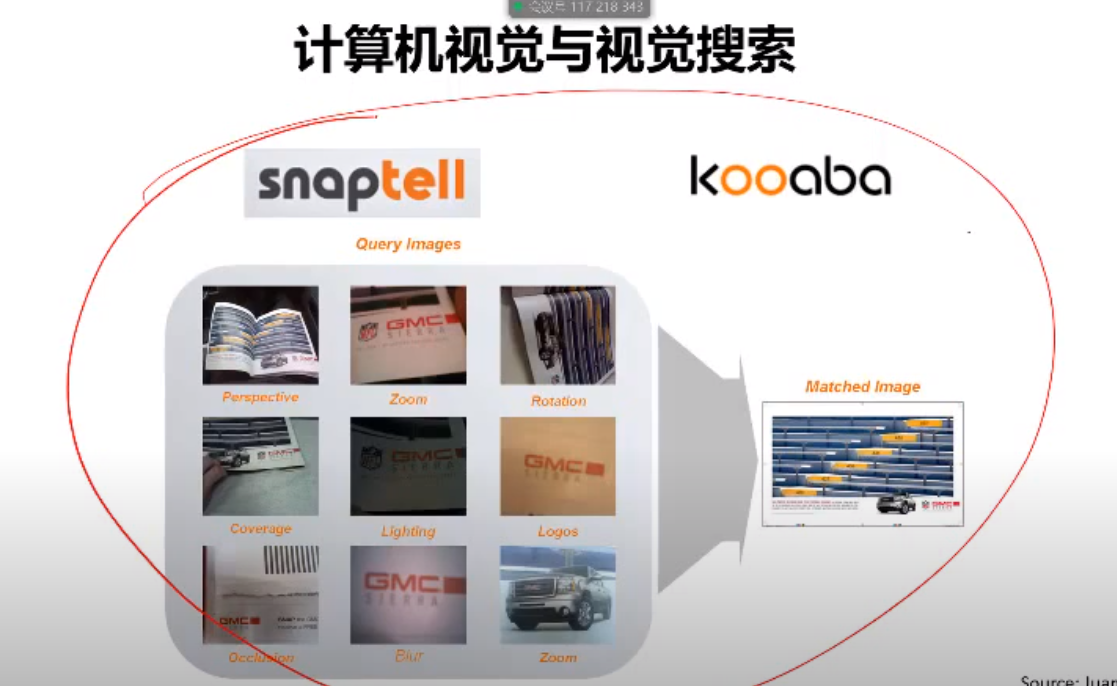 会议号 117 218 343
计算机视觉与视觉搜索
snaptell
kooaba
Query Images
GMC
SIERRA
Perspective
Zoom
Rotation
Matched Image
GMC
SIERRA
GMC
SIERRA
Coverage
Lighting
Logos
GMC
GMC
SIERRA
GMC
Occlusion
Blur
Zoom
Source: Juan